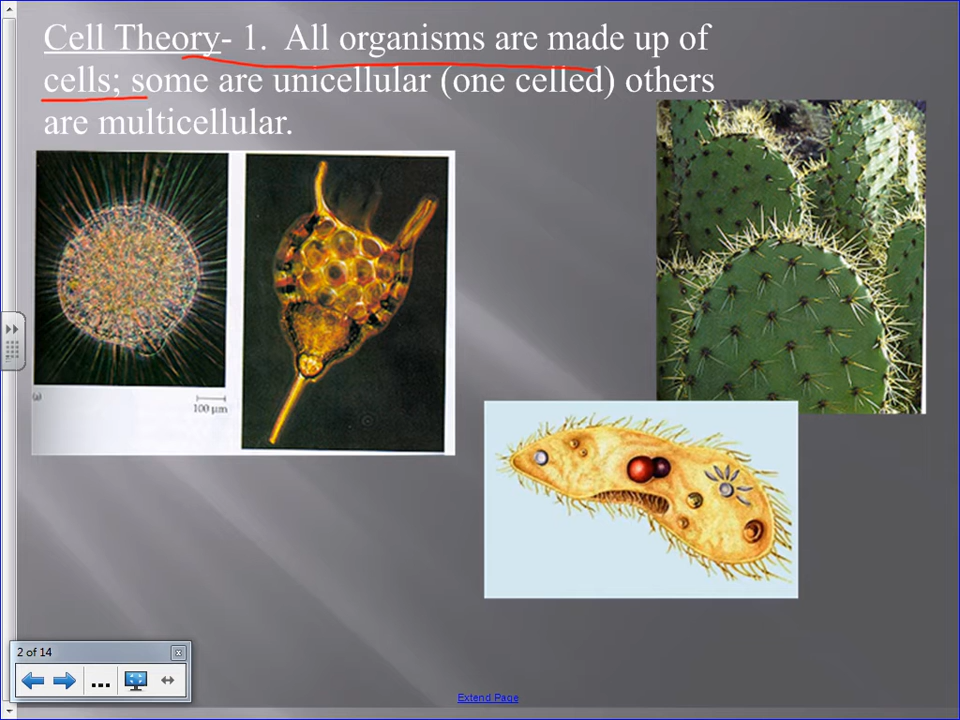 Cell Theory- 1.  All organisms are made up of
cells; some are unicellular (one celled) others
are multicellular.
(a)
100 µm
2 of 14
Extend Page